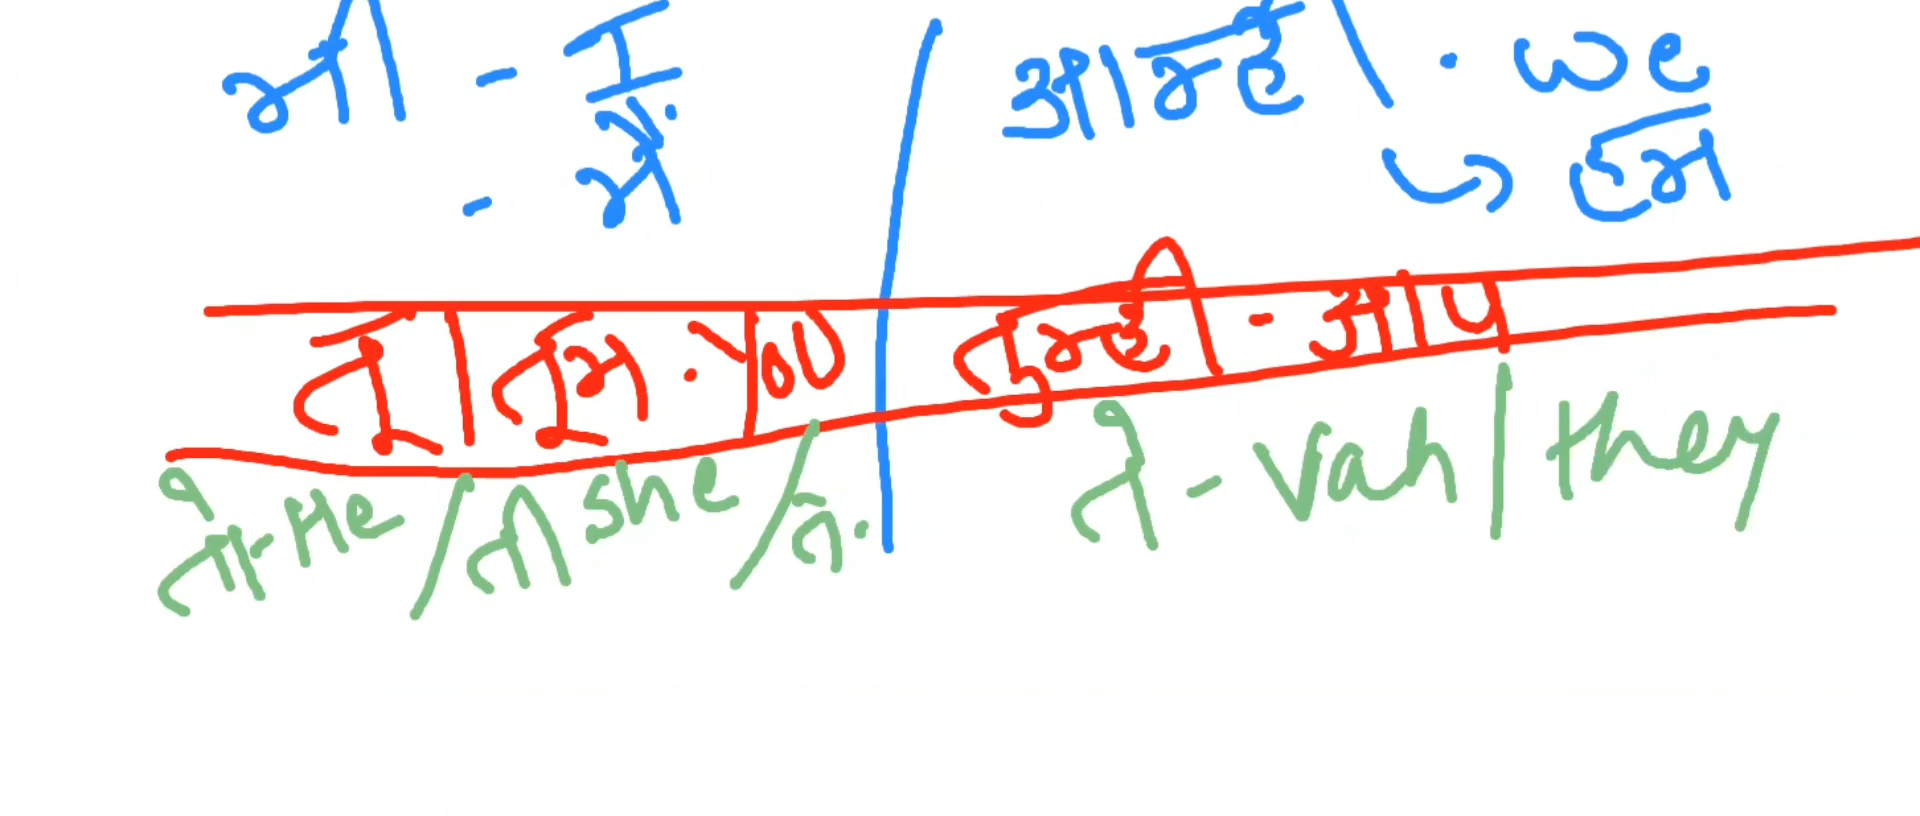 मी - I आम्ही . we
- मैं हम
तू | तुम . You तुम्ही - आप
तो - He / ती she / ते . ते - vah | they